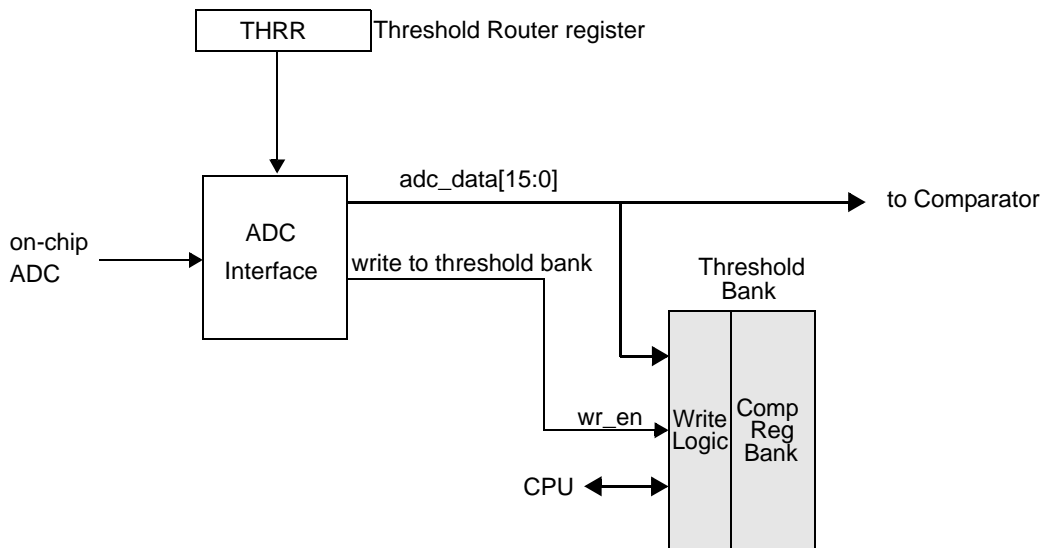 THRR
Threshold Router register
adc_data[15:0]
to Comparator
on-chip
ADC
ADC
Interface
write to threshold bank
Threshold
Bank
wr_en
Write
Logic
Comp
Reg
Bank
CPU